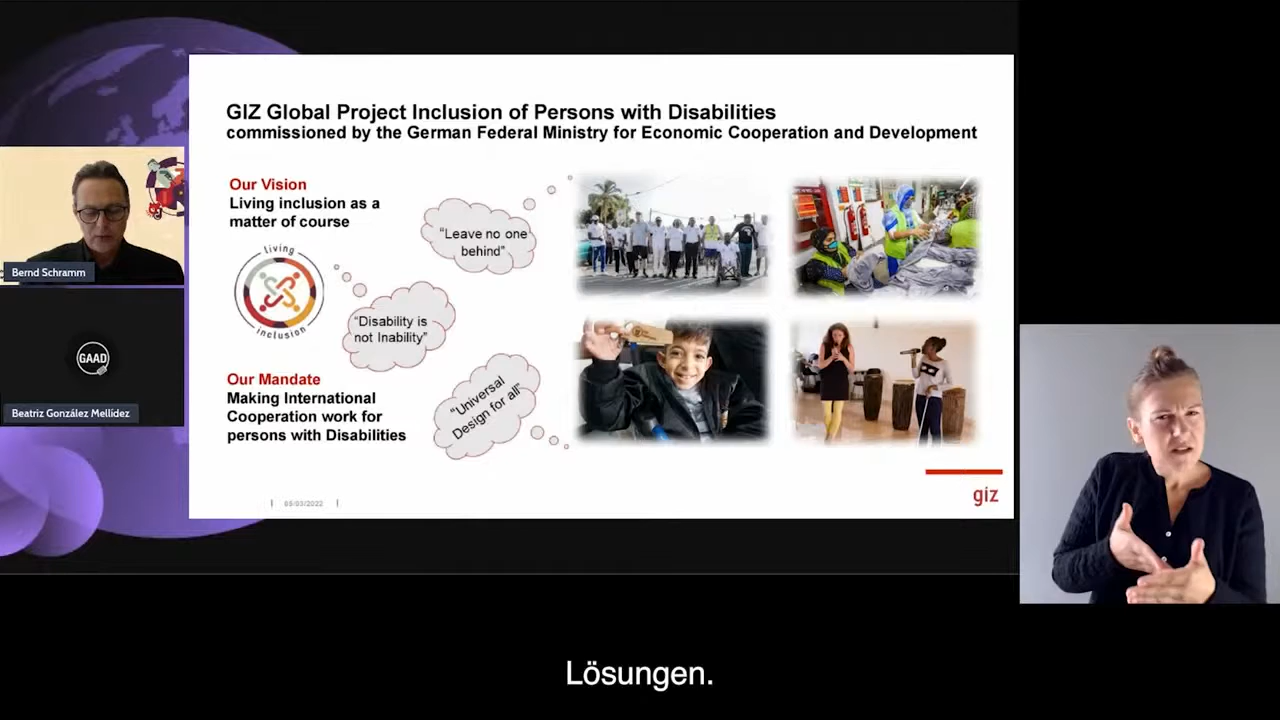 GIZ Global Project Inclusion of Persons with Disabilities
commissioned by the German Federal Ministry for Economic Cooperation and Development
Our Vision
Living inclusion as a
matter of course
living
inclusion
“Leave no one
behind”
“Disability is
not Inability”
Our Mandate
Making International
Cooperation work for
persons with Disabilities
“Universal
Design for all”
giz
Bernd Schramm
GAAD
Beatriz González Mellídez
Lösungen.